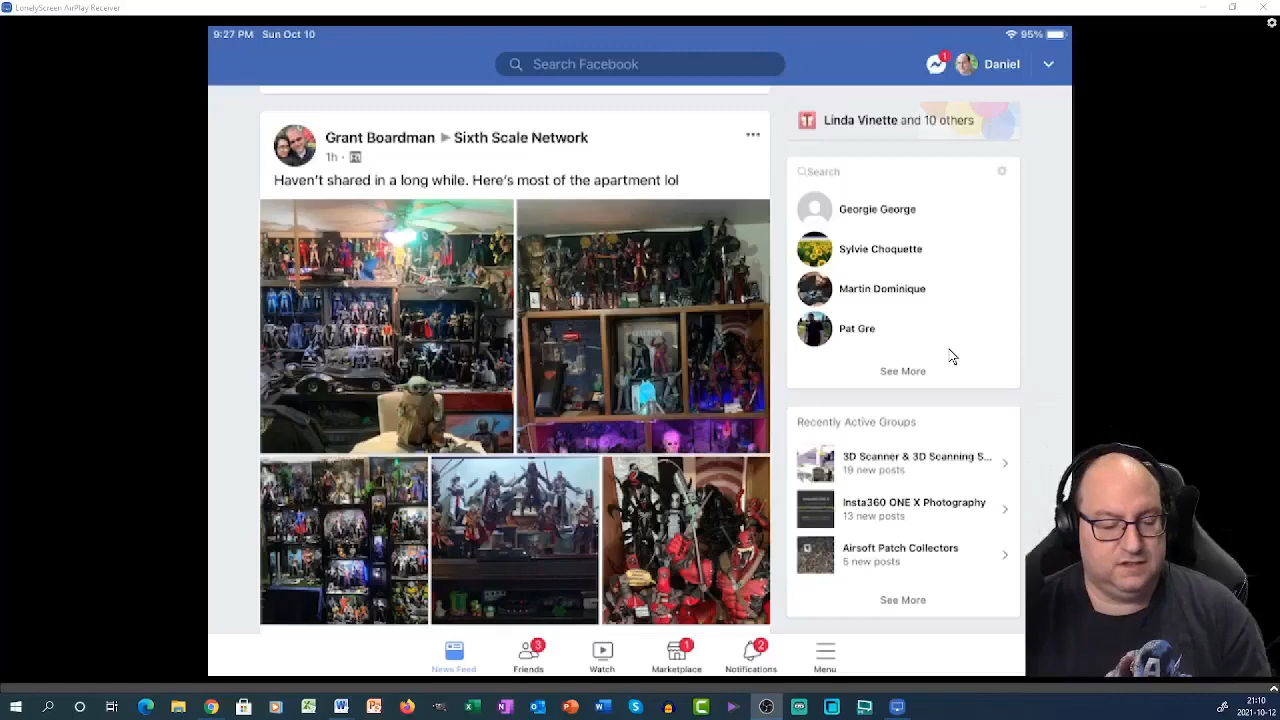 LonelyScreen AirPlay Receiver
9:27 PM Sun Oct 10
95%
Search Facebook
1
Daniel
Grant Boardman ▶ Sixth Scale Network
1h ·
Haven't shared in a long while. Here's most of the apartment lol
Linda Vinette and 10 others
Search
Georgie George
Sylvie Choquette
Martin Dominique
Pat Gre
See More
Recently Active Groups
3D Scanner & 3D Scanning S...
19 new posts
Insta360 ONE X Photography
13 new posts
Airsoft Patch Collectors
5 new posts
See More
3
1
2
News Feed
Friends
Watch
Marketplace
Notifications
Menu
21:10
2021-10-12